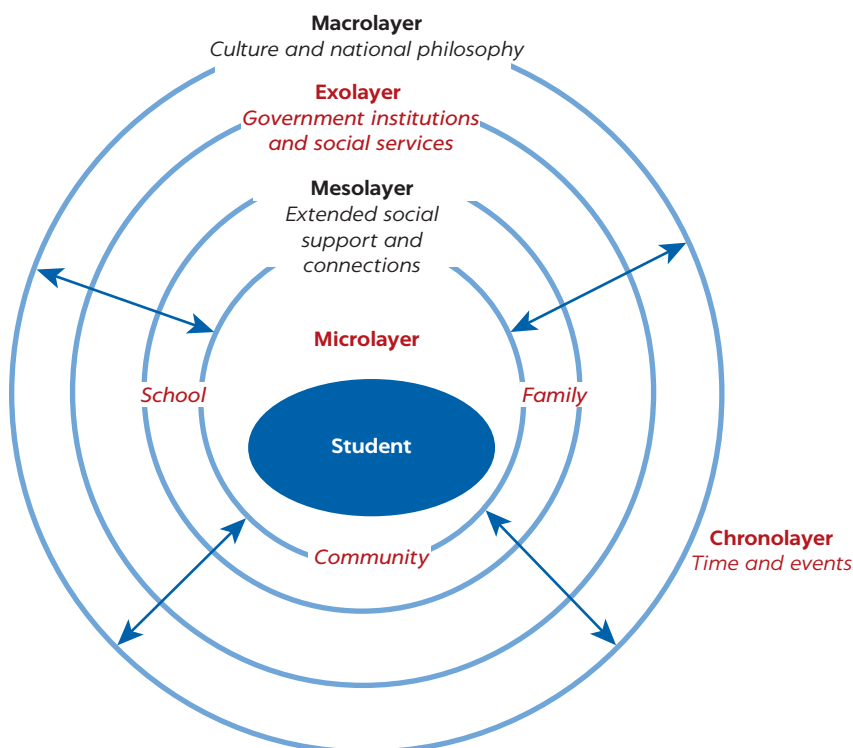 Macrolayer
Culture and national philosophy
Exolayer
Government institutions
and social services
Mesolayer
Extended social
support and
connections
Microlayer
School
Family
Student
Community
Chronolayer
Time and events